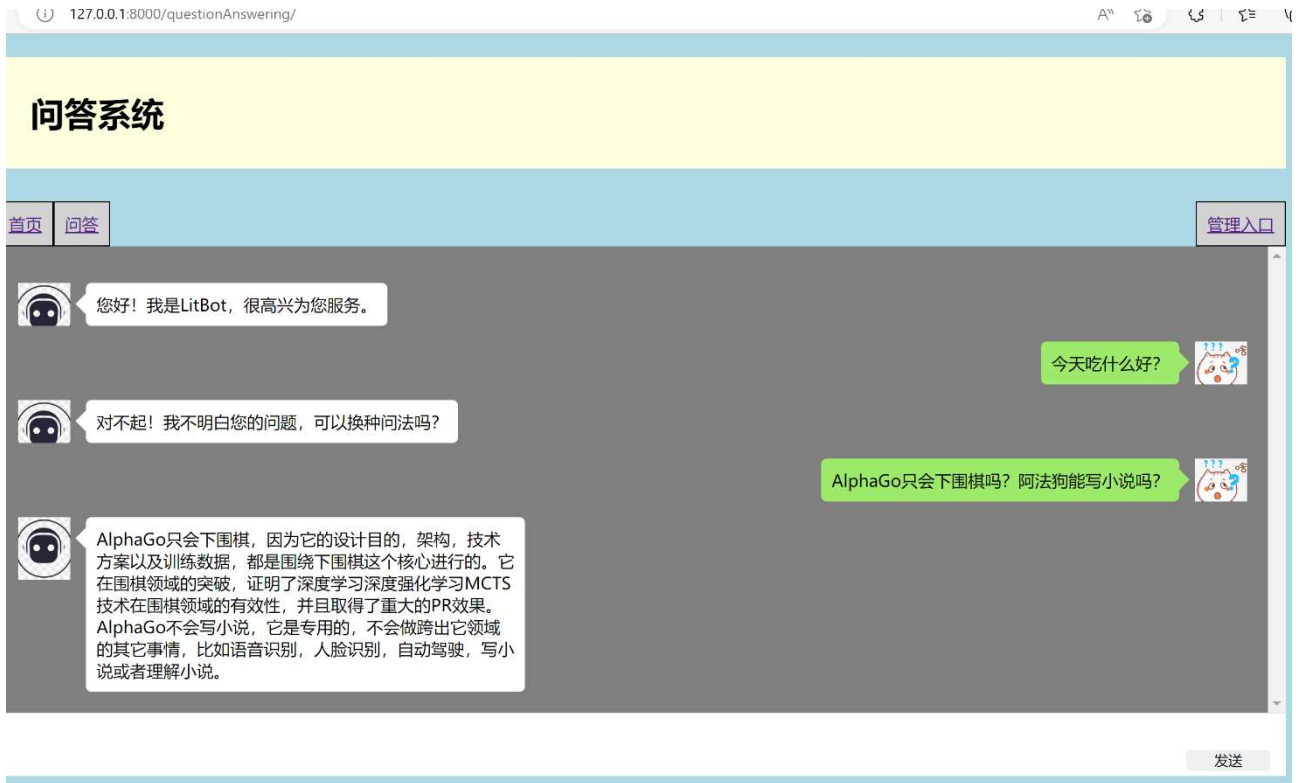 127.0.0.1:8000/questionAnswering/
问答系统
首页 问答 管理入口
您好！我是LitBot，很高兴为您服务。
今天吃什么好？
对不起！我不明白您的问题，可以换种问法吗？
AlphaGo只会下围棋吗？阿法狗能写小说吗？
AlphaGo只会下围棋，因为它的设计目的，架构，技术
方案以及训练数据，都是围绕下围棋这个核心进行的。它
在围棋领域的突破，证明了深度学习深度强化学习MCTS
技术在围棋领域的有效性，并且取得了重大的PR效果。
AlphaGo不会写小说，它是专用的，不会做跨出它领域
的其它事情，比如语音识别，人脸识别，自动驾驶，写小
说或者理解小说。
发送